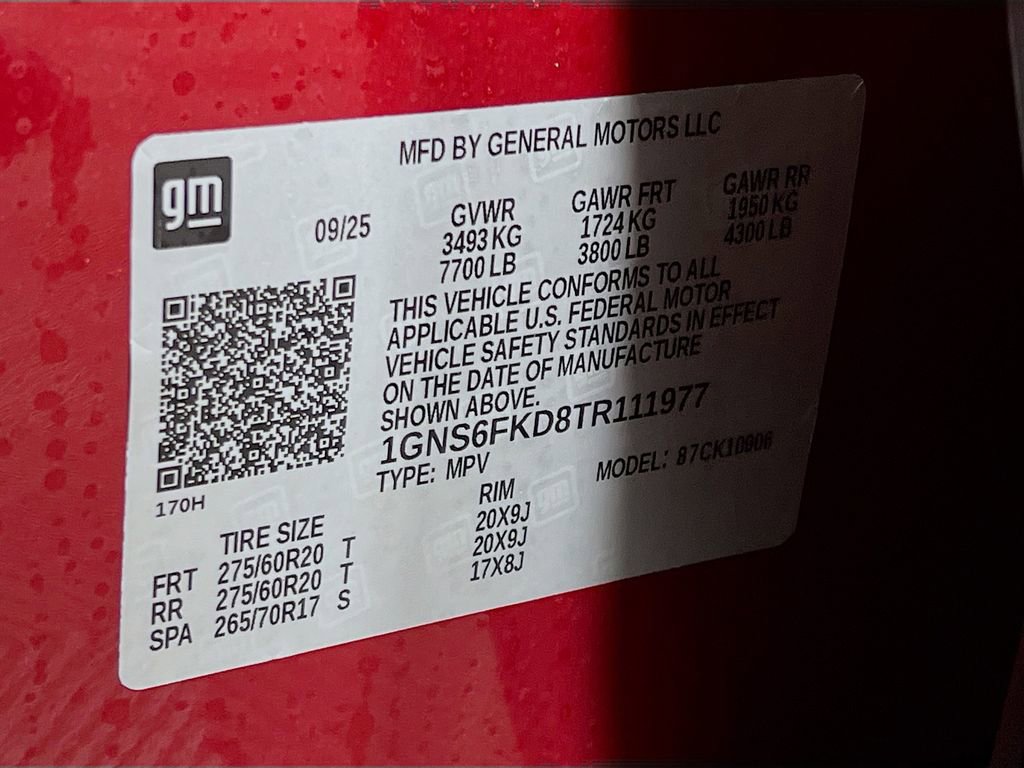 MFD BY GENERAL MOTORS LLC
gm
09/25
GVWR GAWR FRT GAWR RR
3493 KG 1724 KG 1950 KG
7700 LB 3800 LB 4300 LB
THIS VEHICLE CONFORMS TO ALL
APPLICABLE U.S. FEDERAL MOTOR
VEHICLE SAFETY STANDARDS IN EFFECT
ON THE DATE OF MANUFACTURE
SHOWN ABOVE.
1GNS6FKD8TR111977
TYPE: MPV MODEL: 87CK10906
170H
TIRE SIZE RIM
FRT 275/60R20 T 20X9J
RR 275/60R20 T 20X9J
SPA 265/70R17 S 17X8J